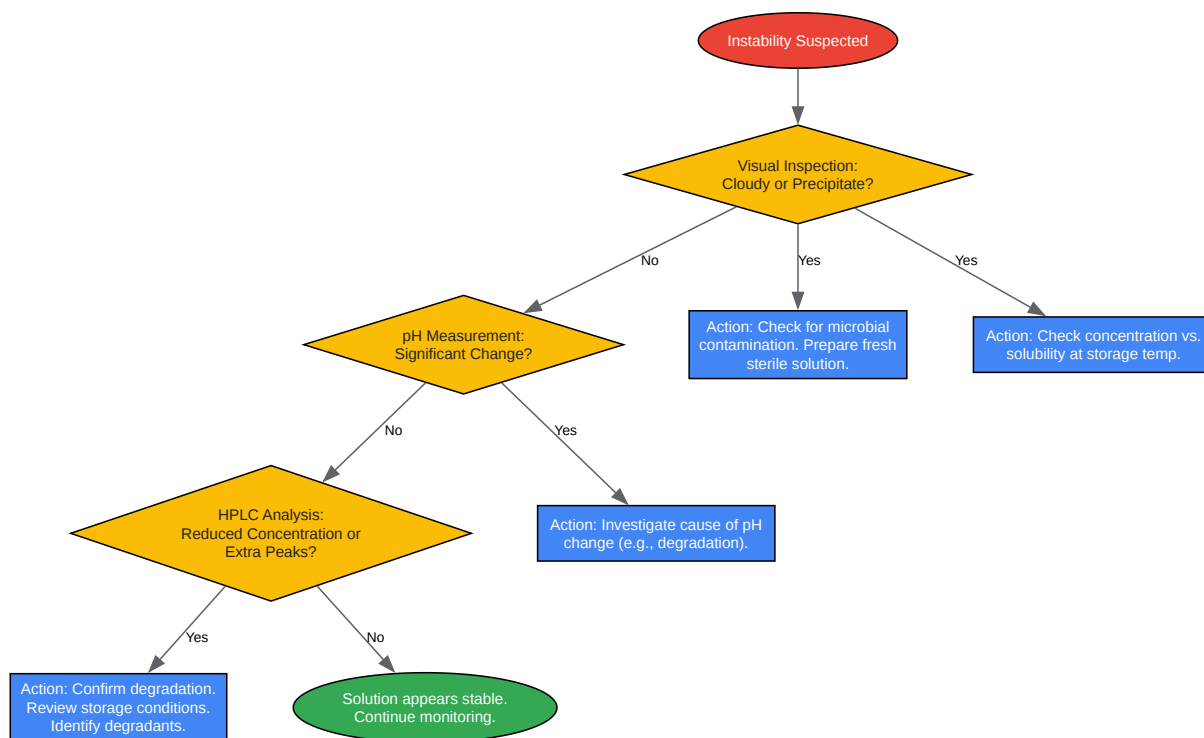 Instability Suspected
Visual Inspection:
Cloudy or Precipitate?
No
Yes
Yes
pH Measurement:
Significant Change?
Action: Check for microbial
contamination. Prepare fresh
sterile solution.
Action: Check concentration vs.
solubility at storage temp.
No
Yes
HPLC Analysis:
Reduced Concentration or
Extra Peaks?
Action: Investigate cause of pH
change (e.g., degradation).
Yes
No
Action: Confirm degradation.
Review storage conditions.
Identify degradants.
Solution appears stable.
Continue monitoring.